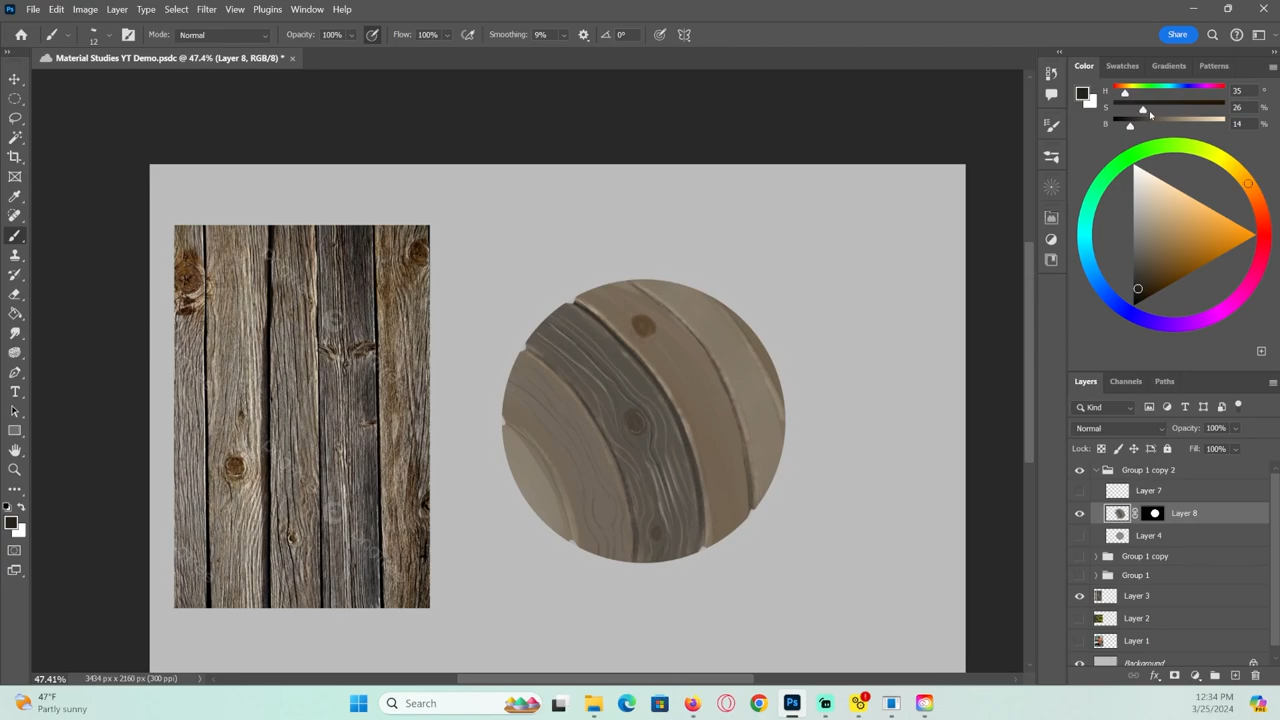 Ps File Edit Image Layer Type Select Filter View Plugins Window Help
12 Mode: Normal Opacity: 100% Flow: 100% Smoothing: 9% 0° Share
Material Studies YT Demo.psdc @ 47.4% (Layer 8, RGB/8) * ×
Color Swatches Gradients Patterns
H 35 °
S 26 %
B 14 %
Layers Channels Paths
Kind
Normal Opacity: 100%
Lock: Fill: 100%
Group 1 copy 2
Layer 7
Layer 8
Layer 4
Group 1 copy
Group 1
Layer 3
Layer 2
Layer 1
Background
47.41% 3434 px x 2160 px (300 ppi)
fx
47°F
Partly sunny
Search
12:34 PM
3/25/2024